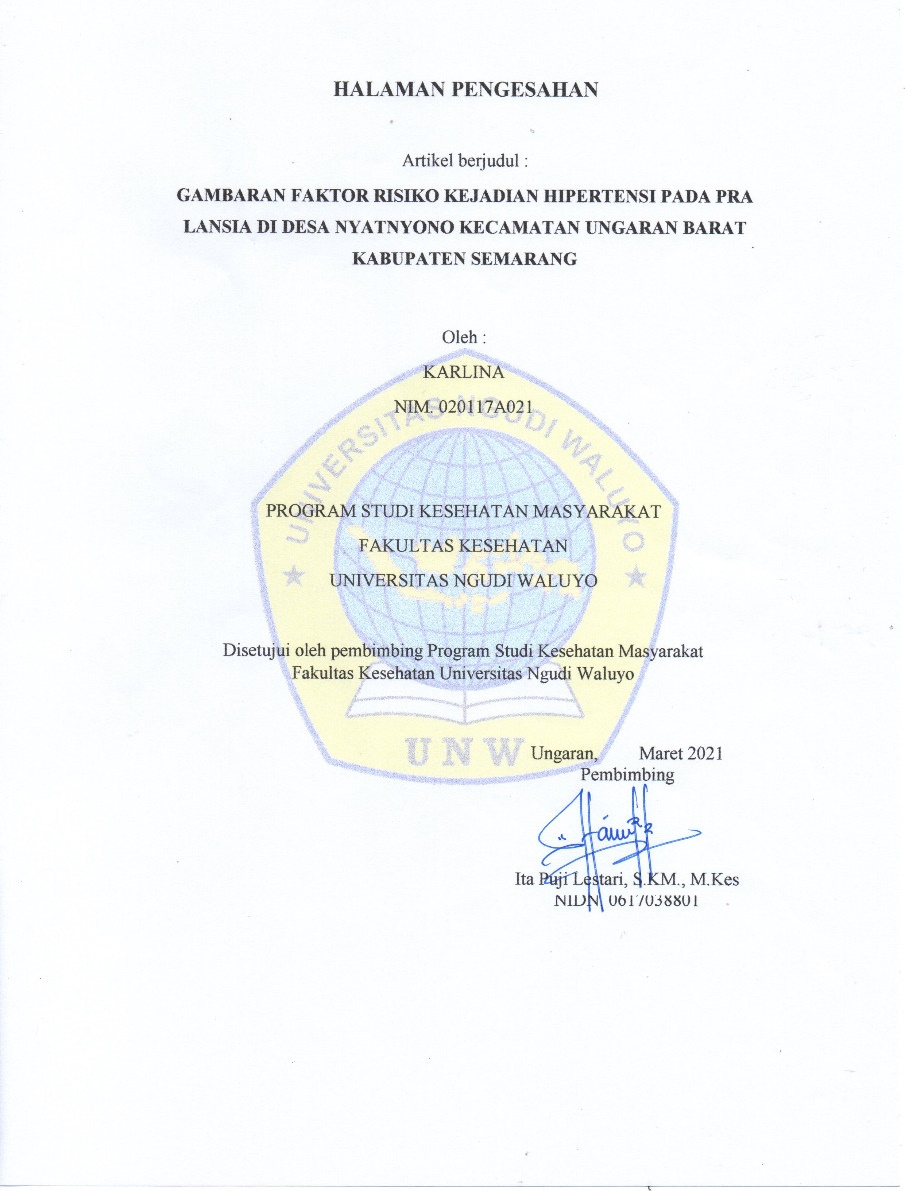 HALAMAN PENGESAHAN
Artikel berjudul :
GAMBARAN FAKTOR RISIKO KEJADIAN HIPERTENSI PADA PRA
LANSIA DI DESA NYATNYONO KECAMATAN UNGARAN BARAT
KABUPATEN SEMARANG
Oleh :
KARLINA
NIM. 020117A021
UNIVERSITAS NGUDI WALUYO
PROGRAM STUDI KESEHATAN MASYARAKAT
FAKULTAS KESEHATAN
UNIVERSITAS NGUDI WALUYO
Disetujui oleh pembimbing Program Studi Kesehatan Masyarakat
Fakultas Kesehatan Universitas Ngudi Waluyo
UNW
Ungaran, Maret 2021
Pembimbing
Ita Puji Lestari, S.KM., M.Kes
NIDN. 0617038801